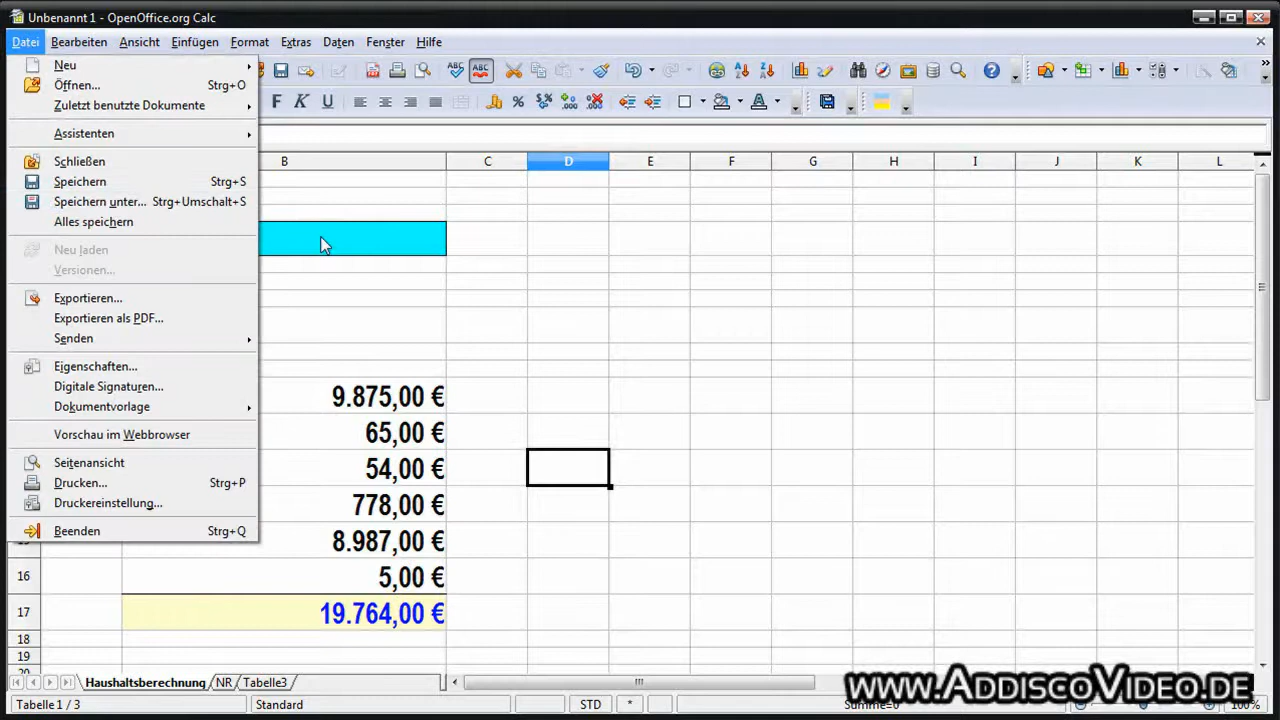 Unbenannt 1 - OpenOffice.org Calc
Datei Bearbeiten Ansicht Einfügen Format Extras Daten Fenster Hilfe
Neu
Öffnen... Strg+O
Zuletzt benutzte Dokumente
Assistenten
Schließen
Speichern Strg+S
Speichern unter... Strg+Umschalt+S
Alles speichern
Neu laden
Versionen...
Exportieren...
Exportieren als PDF...
Senden
Eigenschaften...
Digitale Signaturen...
Dokumentvorlage
Vorschau im Webbrowser
Seitenansicht
Drucken... Strg+P
Druckereinstellung...
Beenden Strg+Q
B C D E F G H I J K L
9.875,00 €
65,00 €
54,00 €
778,00 €
8.987,00 €
16 5,00 €
17 19.764,00 €
18
19
Haushaltsberechnung NR Tabelle3
www.AddiscoVideo.de
Tabelle 1 / 3 Standard STD * Summe=0 100%